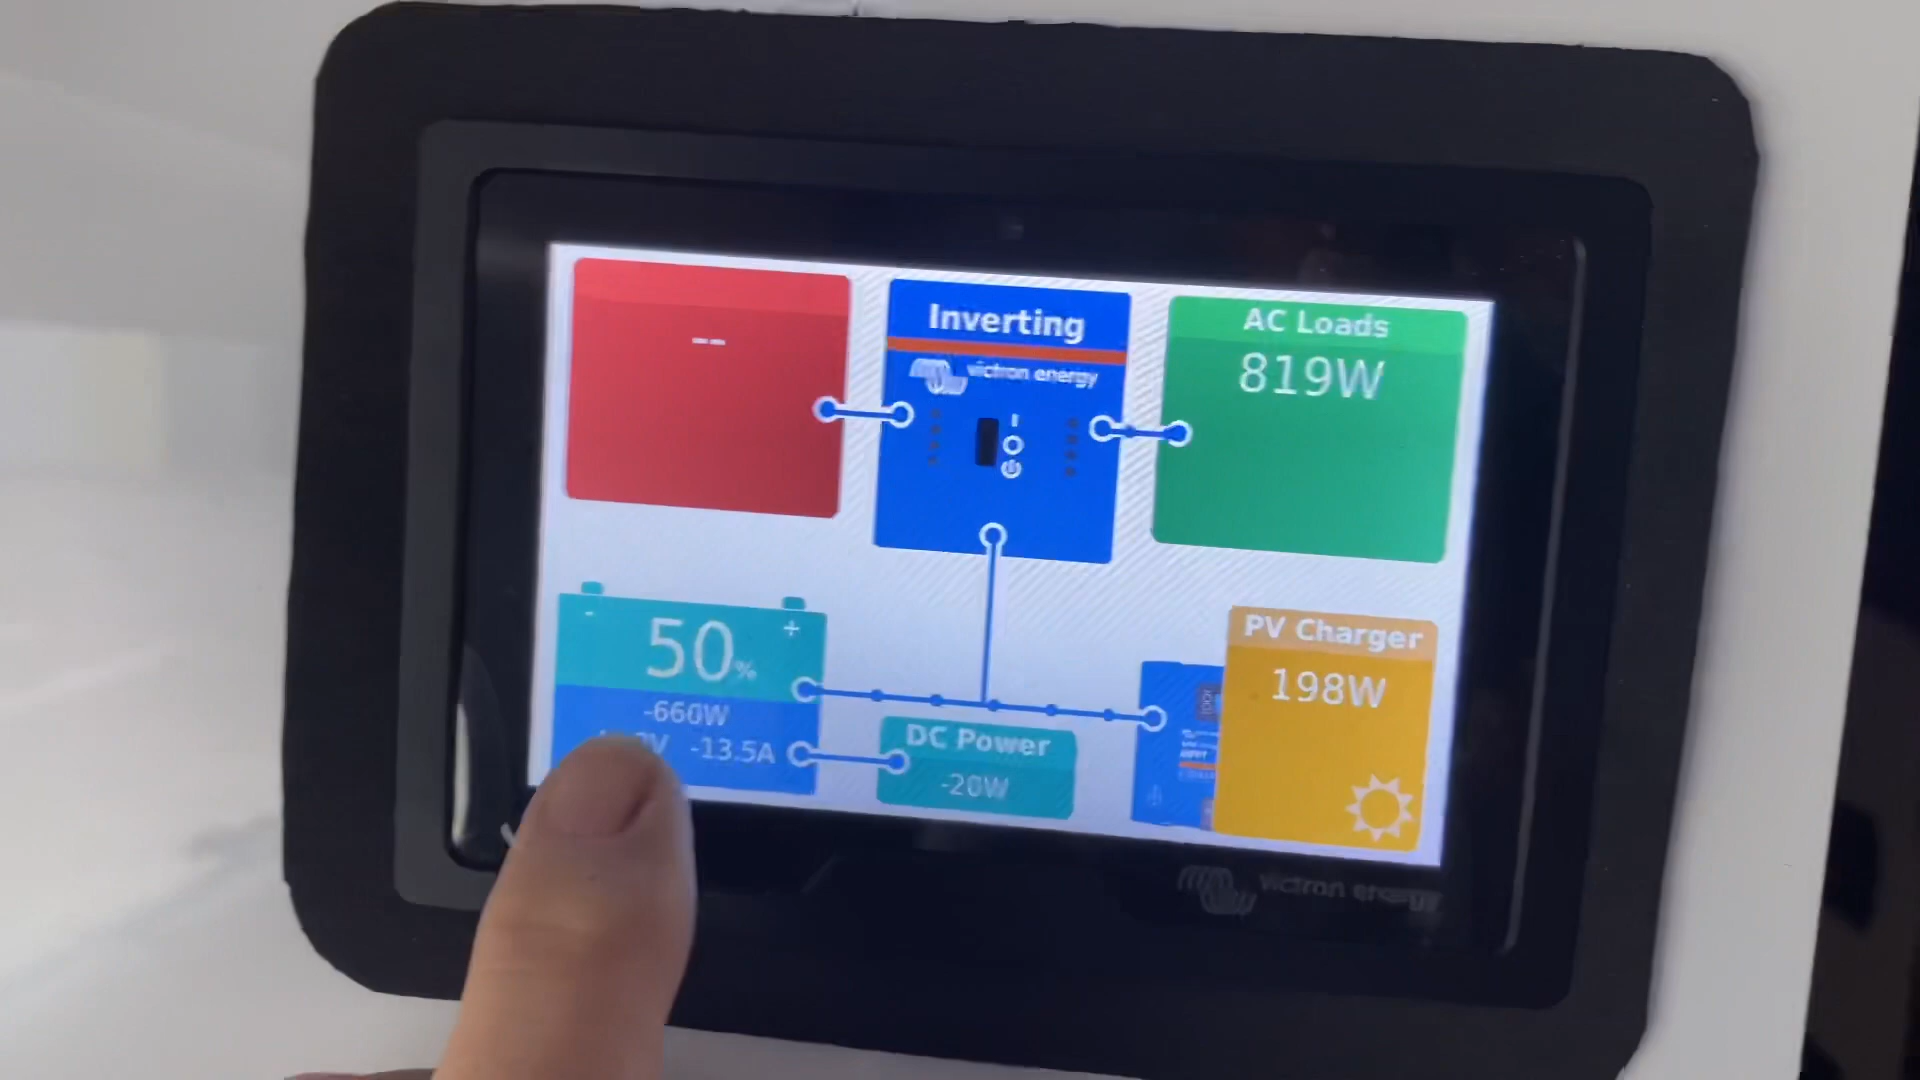 --
Inverting
victron energy
AC Loads
819W
- +
50%
-660W
V -13.5A
DC Power
-20W
PV Charger
198W
victron energy